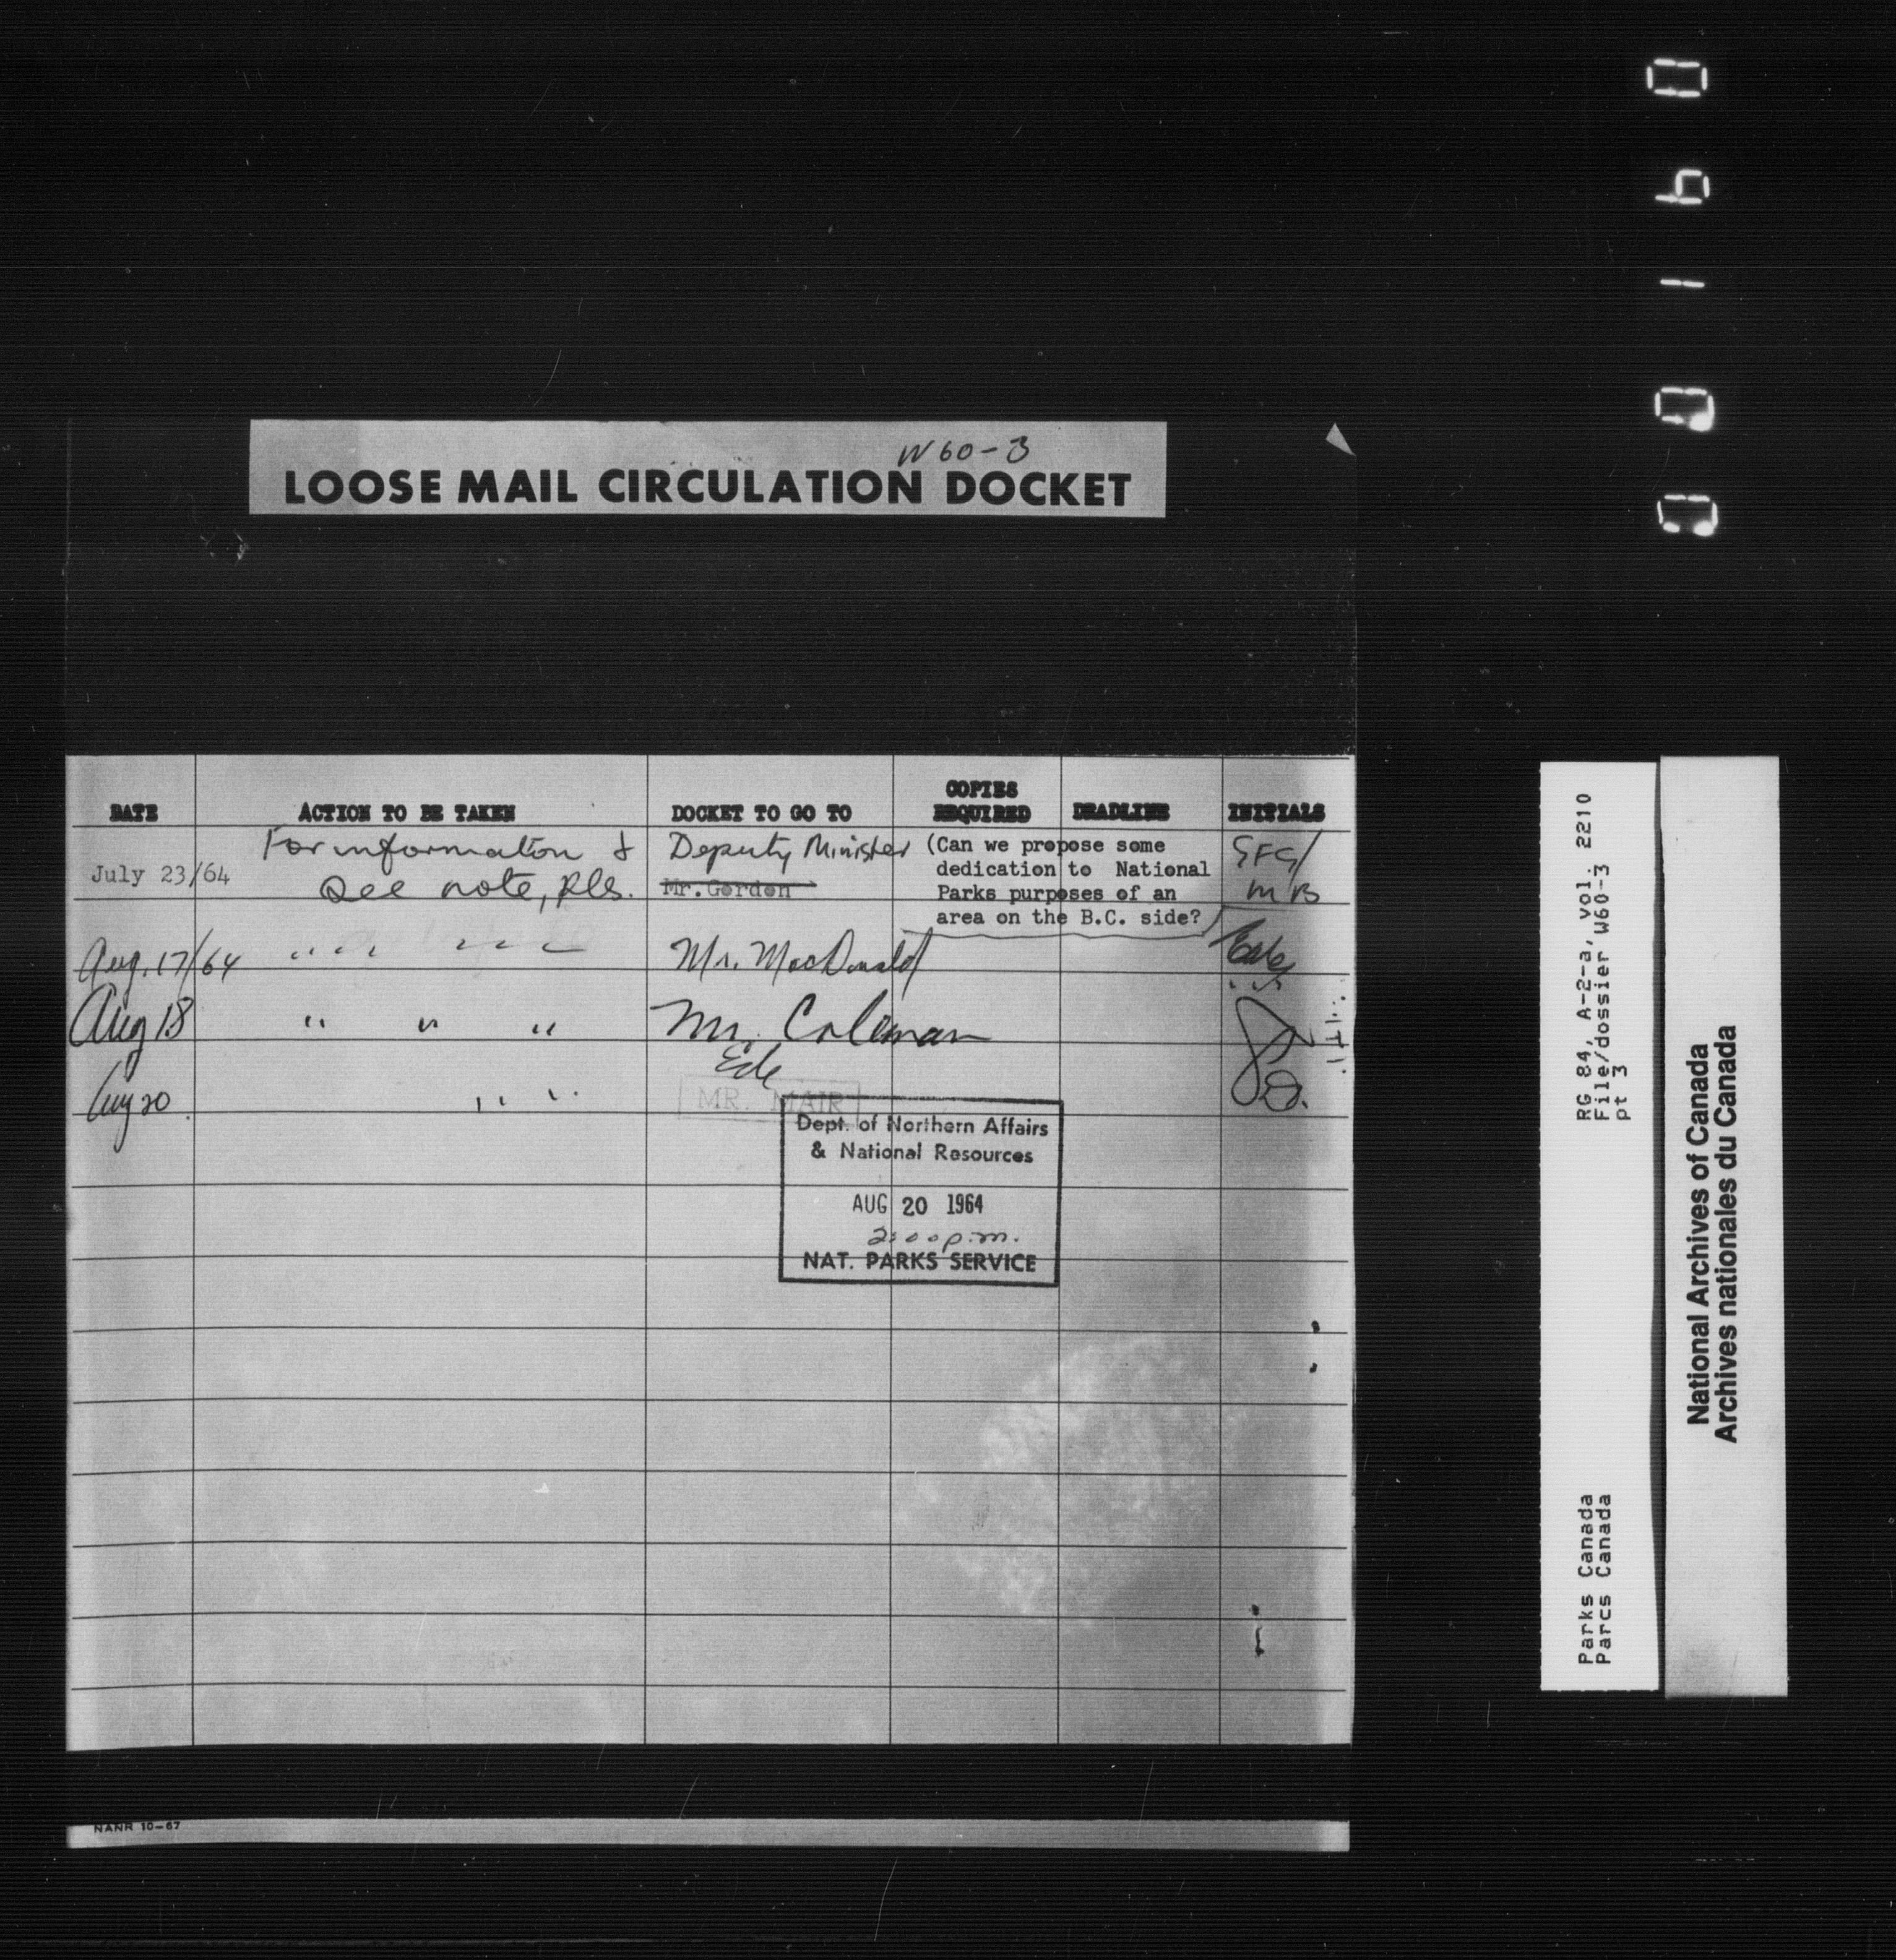 W60-3
LOOSE MAIL CIRCULATION DOCKET
DATE ACTION TO BE TAKEN DOCKET TO GO TO COPIES REQUIRED DEADLINE INITIALS
July 23/64 For information & See note, pls. Deputy Minister Mr. Gordon SFG/MB
(Can we propose some
dedication to National
Parks purposes of an
area on the B.C. side?)
Aug. 17/64 " " " " " " Mr. MacDonald
Aug 18 " " " Mr. Coleman
Aug 20 " " MR. MAIR
Dept. of Northern Affairs
& National Resources
AUG 20 1964
2:00 p.m.
NAT. PARKS SERVICE
NANR 10-67
RG 84, A-2-a, vol. 2210
File/dossier W60-3
pt 3
Parks Canada
Parcs Canada
National Archives of Canada
Archives nationales du Canada